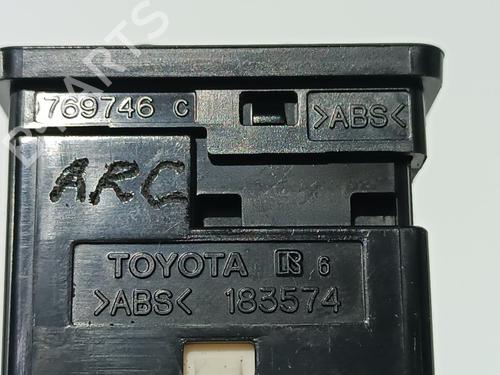 769746 C
>ABS<
ARC
TOYOTA R 6
>ABS< 183574
B-PARTS